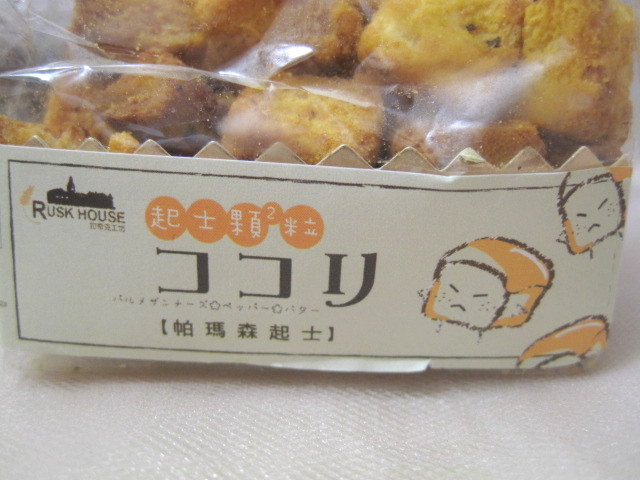 RUSK HOUSE
起士顆2粒
ココリ
パルメザンチーズ✩ペッパー✩バター
【帕瑪森起士】